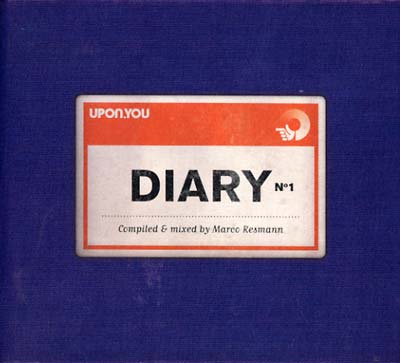 UPON.YOU
DIARY Nº1
Compiled & mixed by Marco Resmann